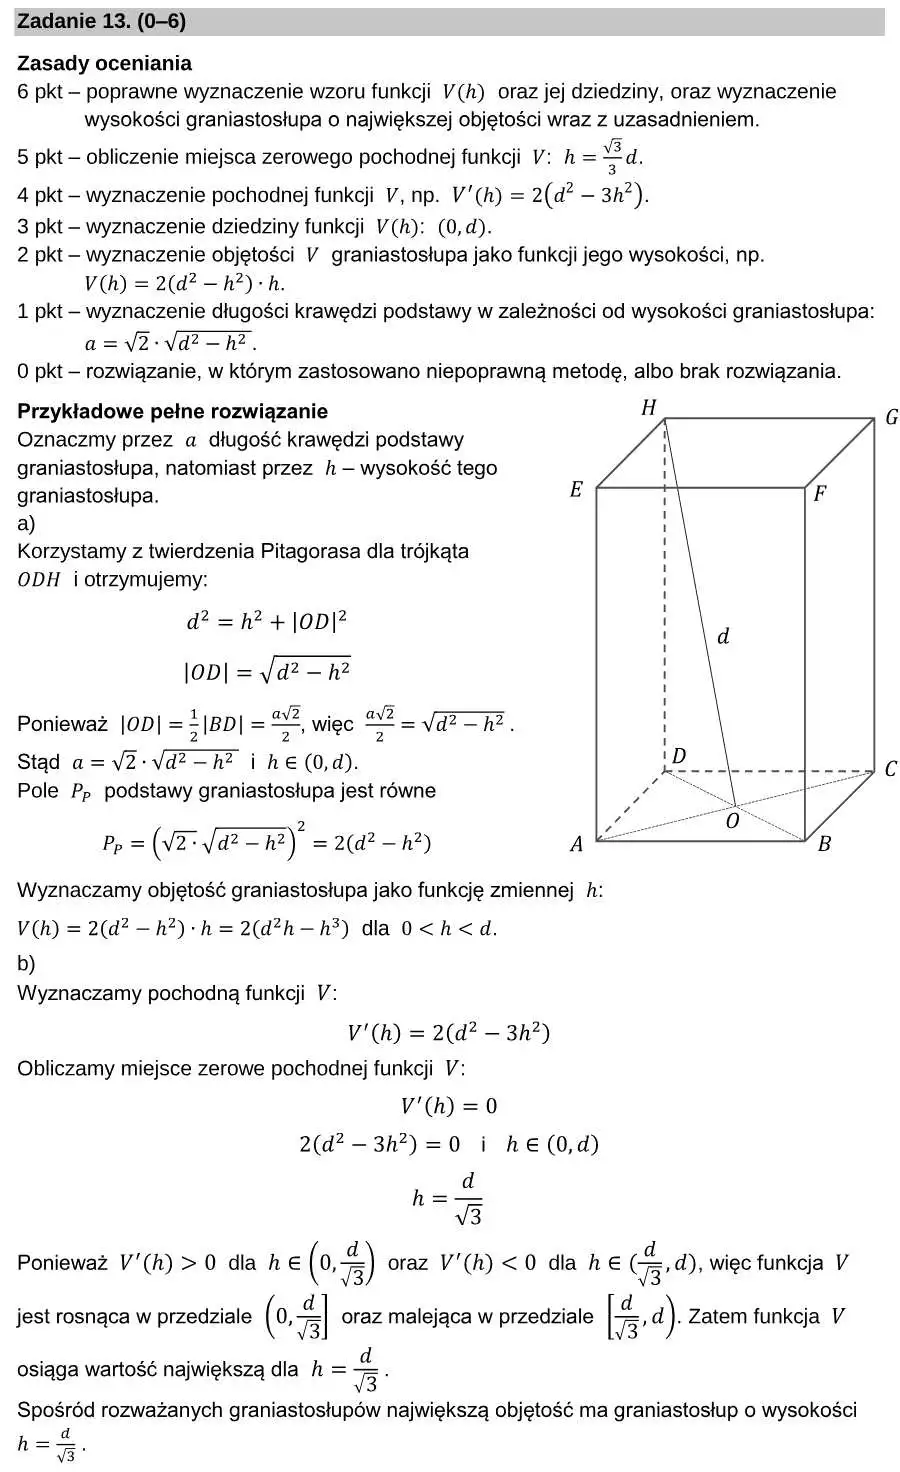 Zadanie 13. (0–6)
Zasady oceniania
6 pkt – poprawne wyznaczenie wzoru funkcji V(h) oraz jej dziedziny, oraz wyznaczenie
wysokości graniastosłupa o największej objętości wraz z uzasadnieniem.
5 pkt – obliczenie miejsca zerowego pochodnej funkcji V: h = √3/3 d.
4 pkt – wyznaczenie pochodnej funkcji V, np. V′(h) = 2(d² − 3h²).
3 pkt – wyznaczenie dziedziny funkcji V(h): (0, d).
2 pkt – wyznaczenie objętości V graniastosłupa jako funkcji jego wysokości, np.
V(h) = 2(d² − h²) · h.
1 pkt – wyznaczenie długości krawędzi podstawy w zależności od wysokości graniastosłupa:
a = √2 · √(d² − h²) .
0 pkt – rozwiązanie, w którym zastosowano niepoprawną metodę, albo brak rozwiązania.
Przykładowe pełne rozwiązanie
Oznaczmy przez a długość krawędzi podstawy
graniastosłupa, natomiast przez h – wysokość tego
graniastosłupa.
a)
Korzystamy z twierdzenia Pitagorasa dla trójkąta
ODH i otrzymujemy:
d² = h² + |OD|²
|OD| = √(d² − h²)
Ponieważ |OD| = 1/2 |BD| = a√2/2, więc a√2/2 = √(d² − h²) .
Stąd a = √2 · √(d² − h²) i h ∈ (0, d).
Pole P_P podstawy graniastosłupa jest równe
P_P = (√2 · √(d² − h²))² = 2(d² − h²)
H
G
E
F
d
D
C
O
A
B
Wyznaczamy objętość graniastosłupa jako funkcję zmiennej h:
V(h) = 2(d² − h²) · h = 2(d²h − h³) dla 0 < h < d.
b)
Wyznaczamy pochodną funkcji V:
V′(h) = 2(d² − 3h²)
Obliczamy miejsce zerowe pochodnej funkcji V:
V′(h) = 0
2(d² − 3h²) = 0 i h ∈ (0, d)
h = d/√3
Ponieważ V′(h) > 0 dla h ∈ (0, d/√3) oraz V′(h) < 0 dla h ∈ (d/√3, d), więc funkcja V
jest rosnąca w przedziale (0, d/√3] oraz malejąca w przedziale [d/√3, d). Zatem funkcja V
osiąga wartość największą dla h = d/√3 .
Spośród rozważanych graniastosłupów największą objętość ma graniastosłup o wysokości
h = d/√3 .